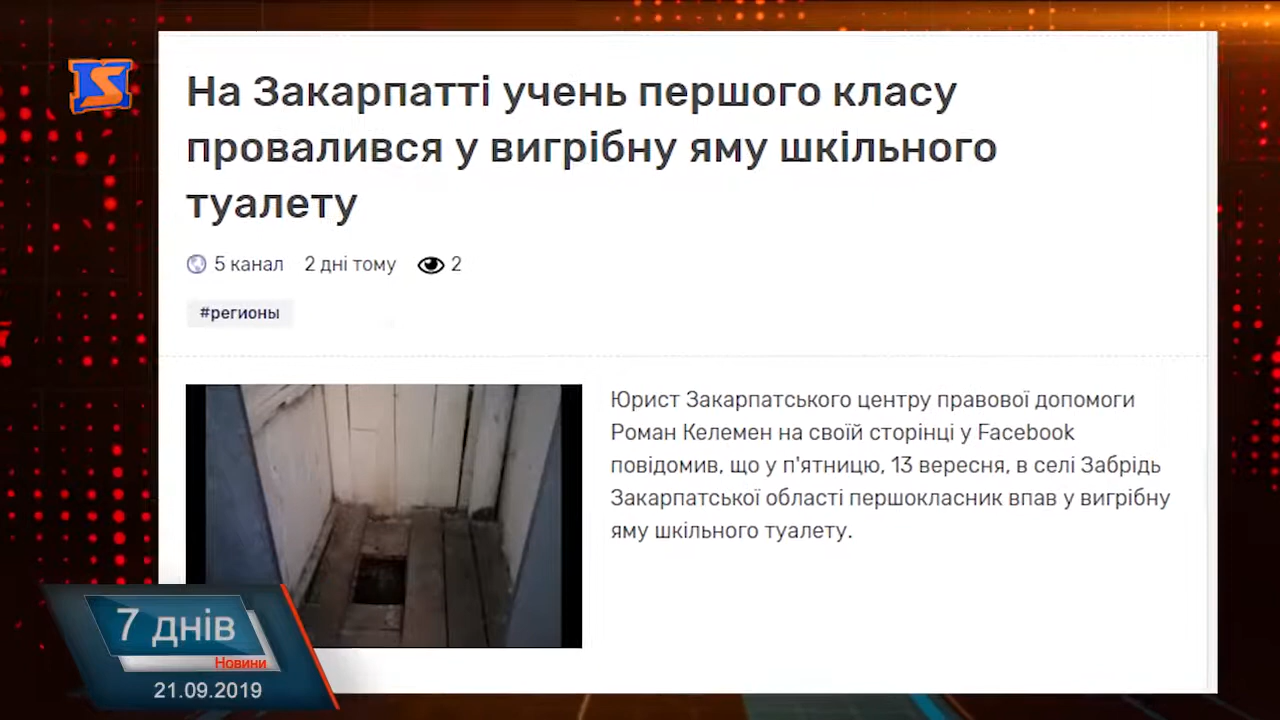 На Закарпатті учень першого класу
провалився у вигрібну яму шкільного
туалету
5 канал 2 дні тому 2
#регионы
Юрист Закарпатського центру правової допомоги
Роман Келемен на своїй сторінці у Facebook
повідомив, що у п'ятницю, 13 вересня, в селі Забрідь
Закарпатської області першокласник впав у вигрібну
яму шкільного туалету.
7 днів
Новини
21.09.2019